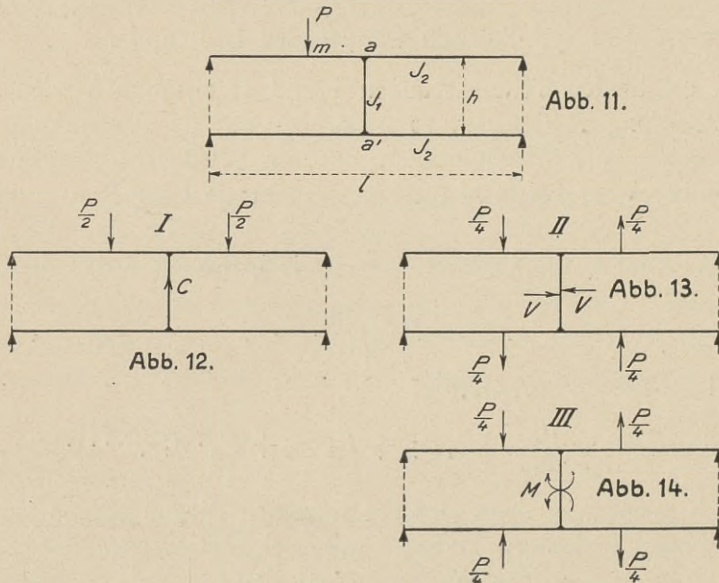 P
m a
J₂
J₁ h Abb. 11.
a' J₂
l
P/2 I P/2
C
Abb. 12.
P/4 II P/4
V V Abb. 13.
P/4 P/4
P/4 III P/4
M Abb. 14.
P/4 P/4